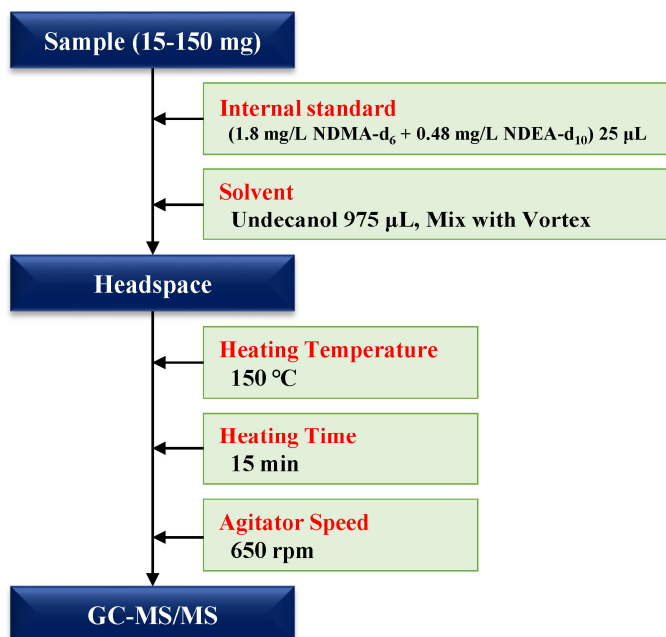 Sample (15-150 mg)
Internal standard
(1.8 mg/L NDMA-d₆ + 0.48 mg/L NDEA-d₁₀) 25 μL
Solvent
Undecanol 975 μL, Mix with Vortex
Headspace
Heating Temperature
150 ℃
Heating Time
15 min
Agitator Speed
650 rpm
GC-MS/MS